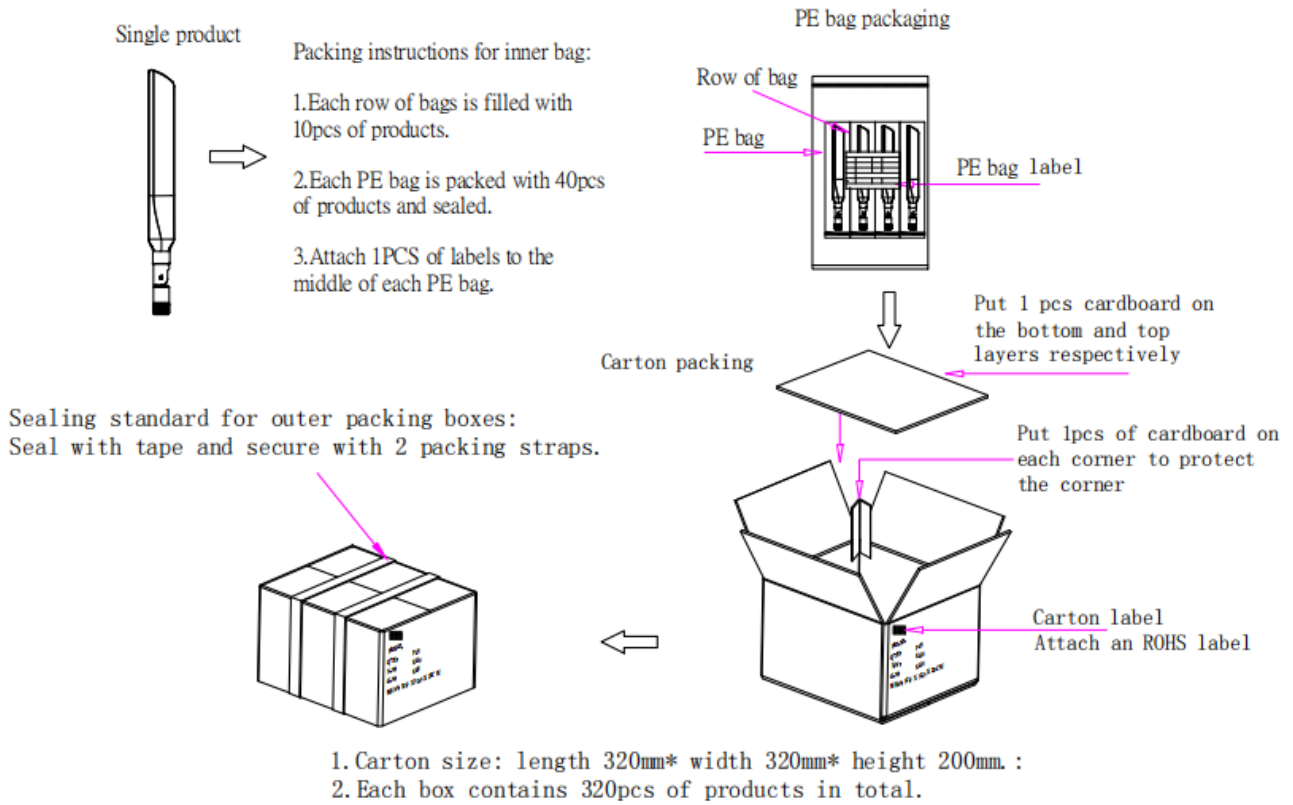 Single product
Packing instructions for inner bag:
1.Each row of bags is filled with
10pcs of products.
2.Each PE bag is packed with 40pcs
of products and sealed.
3.Attach 1PCS of labels to the
middle of each PE bag.
PE bag packaging
Row of bag
PE bag
PE bag label
Put 1 pcs cardboard on
the bottom and top
layers respectively
Carton packing
Sealing standard for outer packing boxes:
Seal with tape and secure with 2 packing straps.
Put 1pcs of cardboard on
each corner to protect
the corner
Carton label
Attach an ROHS label
1.Carton size: length 320mm* width 320mm* height 200mm.:
2.Each box contains 320pcs of products in total.